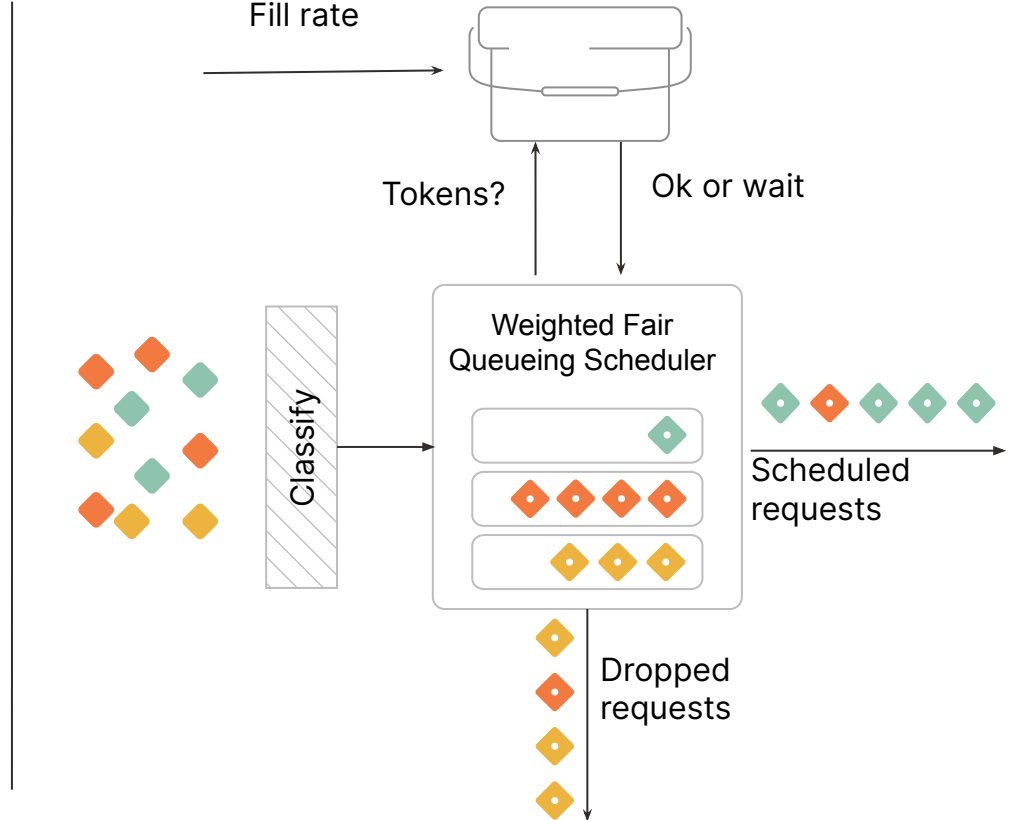 Fill rate
Tokens?
Ok or wait
Weighted Fair
Queueing Scheduler
Classify
Scheduled
requests
Dropped
requests